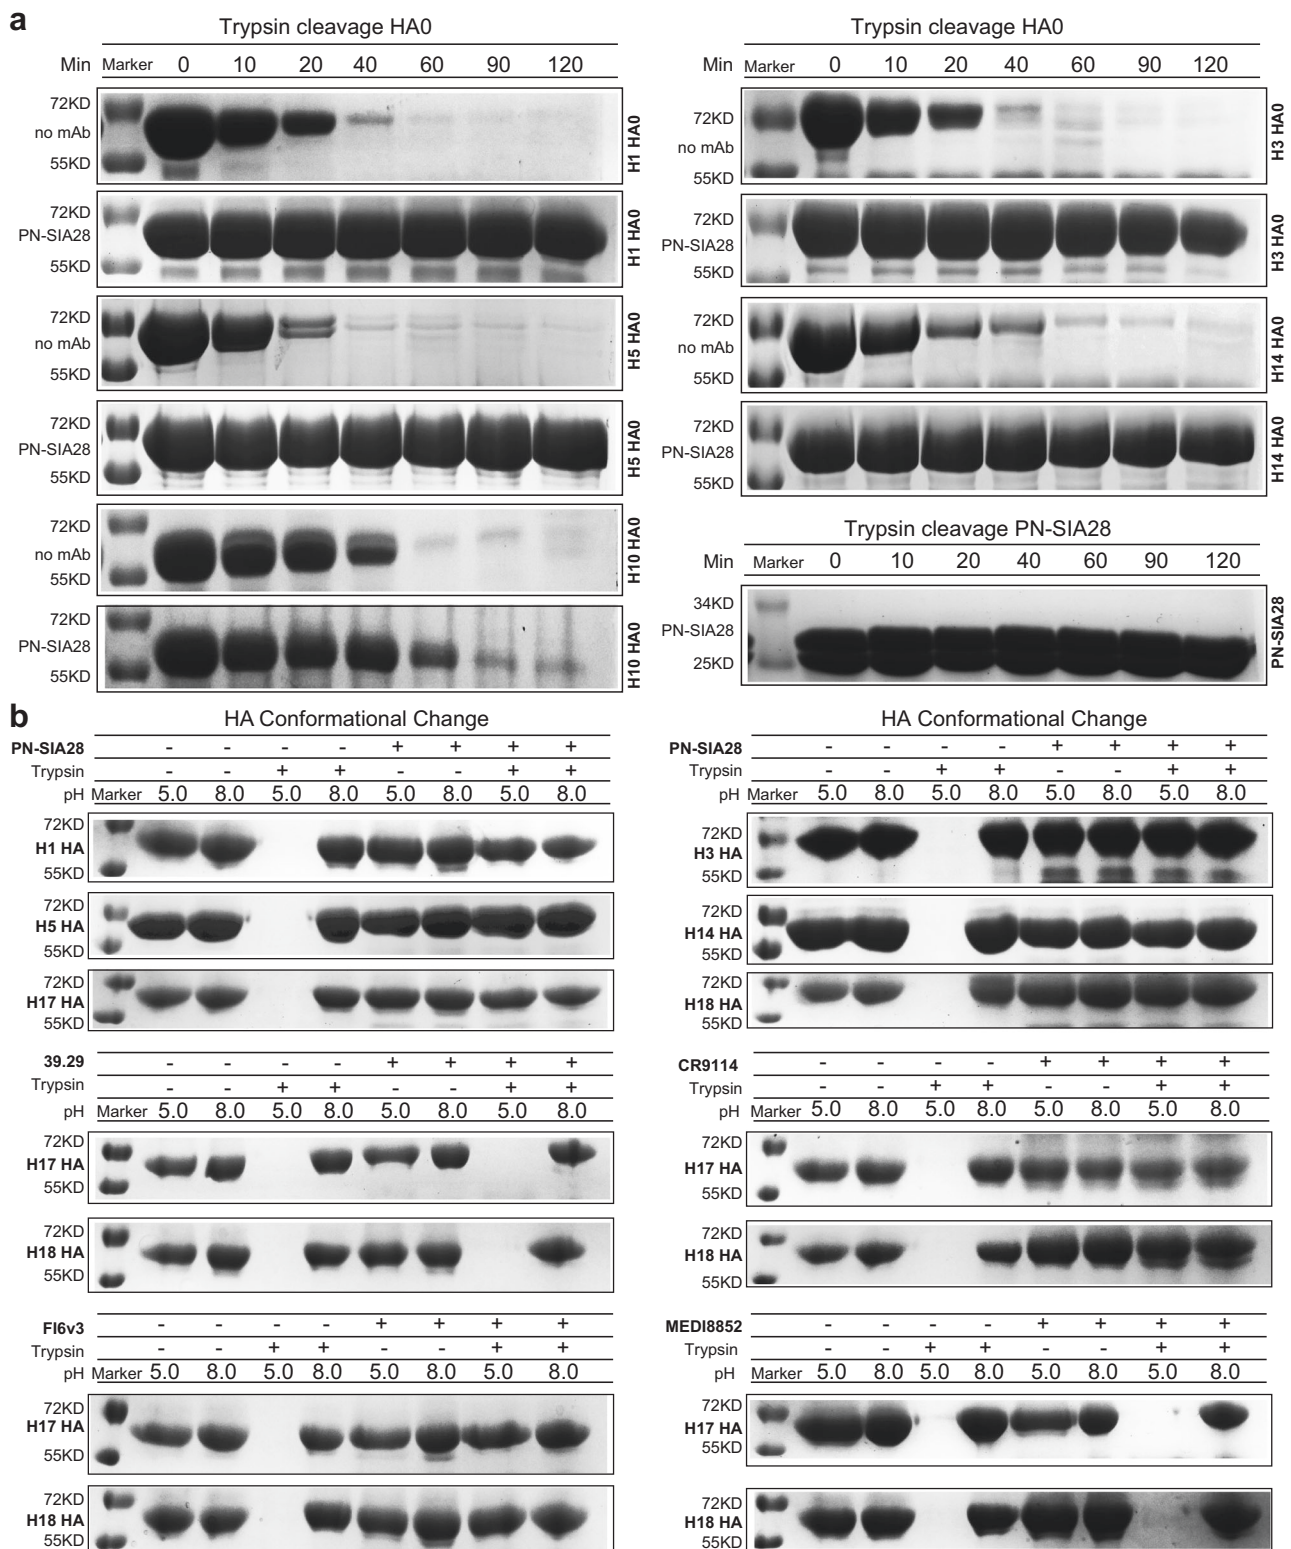 a
Trypsin cleavage HA0
Min Marker 0 10 20 40 60 90 120
72KD
no mAb
55KD
H1 HA0
72KD
PN-SIA28
55KD
H1 HA0
72KD
no mAb
55KD
H5 HA0
72KD
PN-SIA28
55KD
H5 HA0
72KD
no mAb
55KD
H10 HA0
72KD
PN-SIA28
55KD
H10 HA0
Trypsin cleavage HA0
Min Marker 0 10 20 40 60 90 120
72KD
no mAb
55KD
H3 HA0
72KD
PN-SIA28
55KD
H3 HA0
72KD
no mAb
55KD
H14 HA0
72KD
PN-SIA28
55KD
H14 HA0
Trypsin cleavage PN-SIA28
Min Marker 0 10 20 40 60 90 120
34KD
PN-SIA28
25KD
PN-SIA28
b
HA Conformational Change
PN-SIA28 - - - - + + + +
Trypsin - - + + - - + +
pH Marker 5.0 8.0 5.0 8.0 5.0 8.0 5.0 8.0
72KD
H1 HA
55KD
72KD
H5 HA
55KD
72KD
H17 HA
55KD
39.29 - - - - + + + +
Trypsin - - + + - - + +
pH Marker 5.0 8.0 5.0 8.0 5.0 8.0 5.0 8.0
72KD
H17 HA
55KD
72KD
H18 HA
55KD
FI6v3 - - - - + + + +
Trypsin - - + + - - + +
pH Marker 5.0 8.0 5.0 8.0 5.0 8.0 5.0 8.0
72KD
H17 HA
55KD
72KD
H18 HA
55KD
HA Conformational Change
PN-SIA28 - - - - + + + +
Trypsin - - + + - - + +
pH Marker 5.0 8.0 5.0 8.0 5.0 8.0 5.0 8.0
72KD
H3 HA
55KD
72KD
H14 HA
55KD
72KD
H18 HA
55KD
CR9114 - - - - + + + +
Trypsin - - + + - - + +
pH Marker 5.0 8.0 5.0 8.0 5.0 8.0 5.0 8.0
72KD
H17 HA
55KD
72KD
H18 HA
55KD
MEDI8852 - - - - + + + +
Trypsin - - + + - - + +
pH Marker 5.0 8.0 5.0 8.0 5.0 8.0 5.0 8.0
72KD
H17 HA
55KD
72KD
H18 HA
55KD